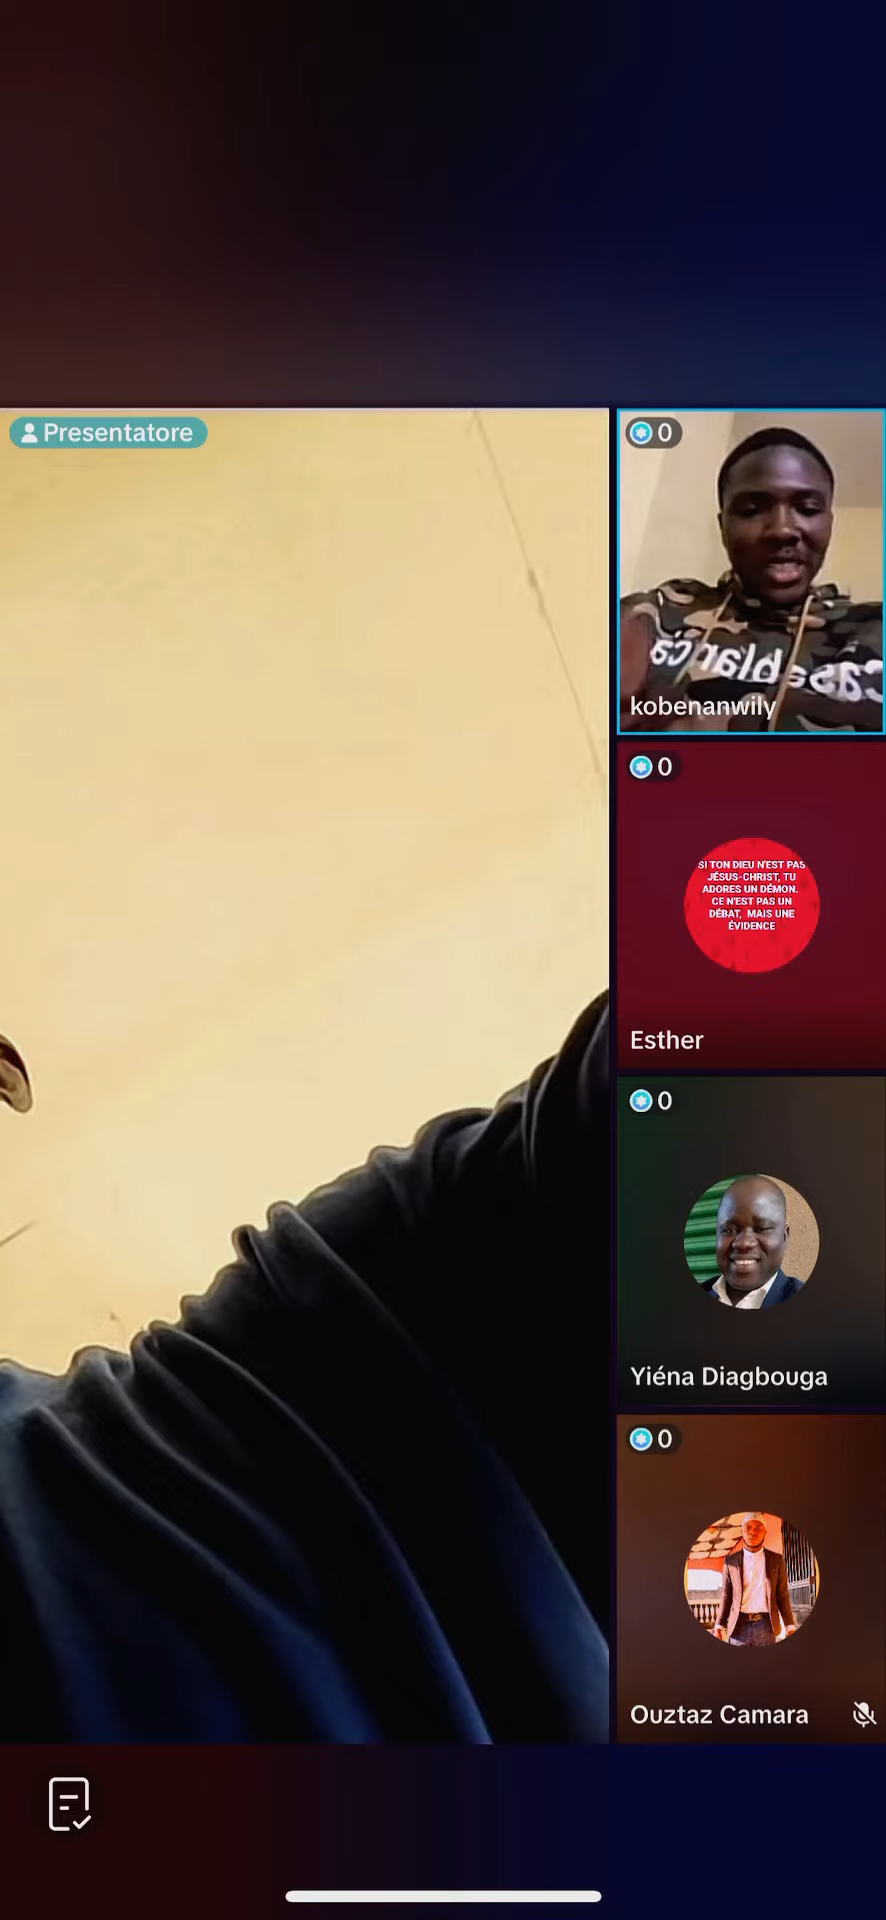 Presentatore
0
Casablanca
kobenanwily
0
SI TON DIEU N'EST PAS
JÉSUS-CHRIST, TU
ADORES UN DÉMON.
CE N'EST PAS UN
DÉBAT, MAIS UNE
ÉVIDENCE
Esther
0
Yiéna Diagbouga
0
Ouztaz Camara